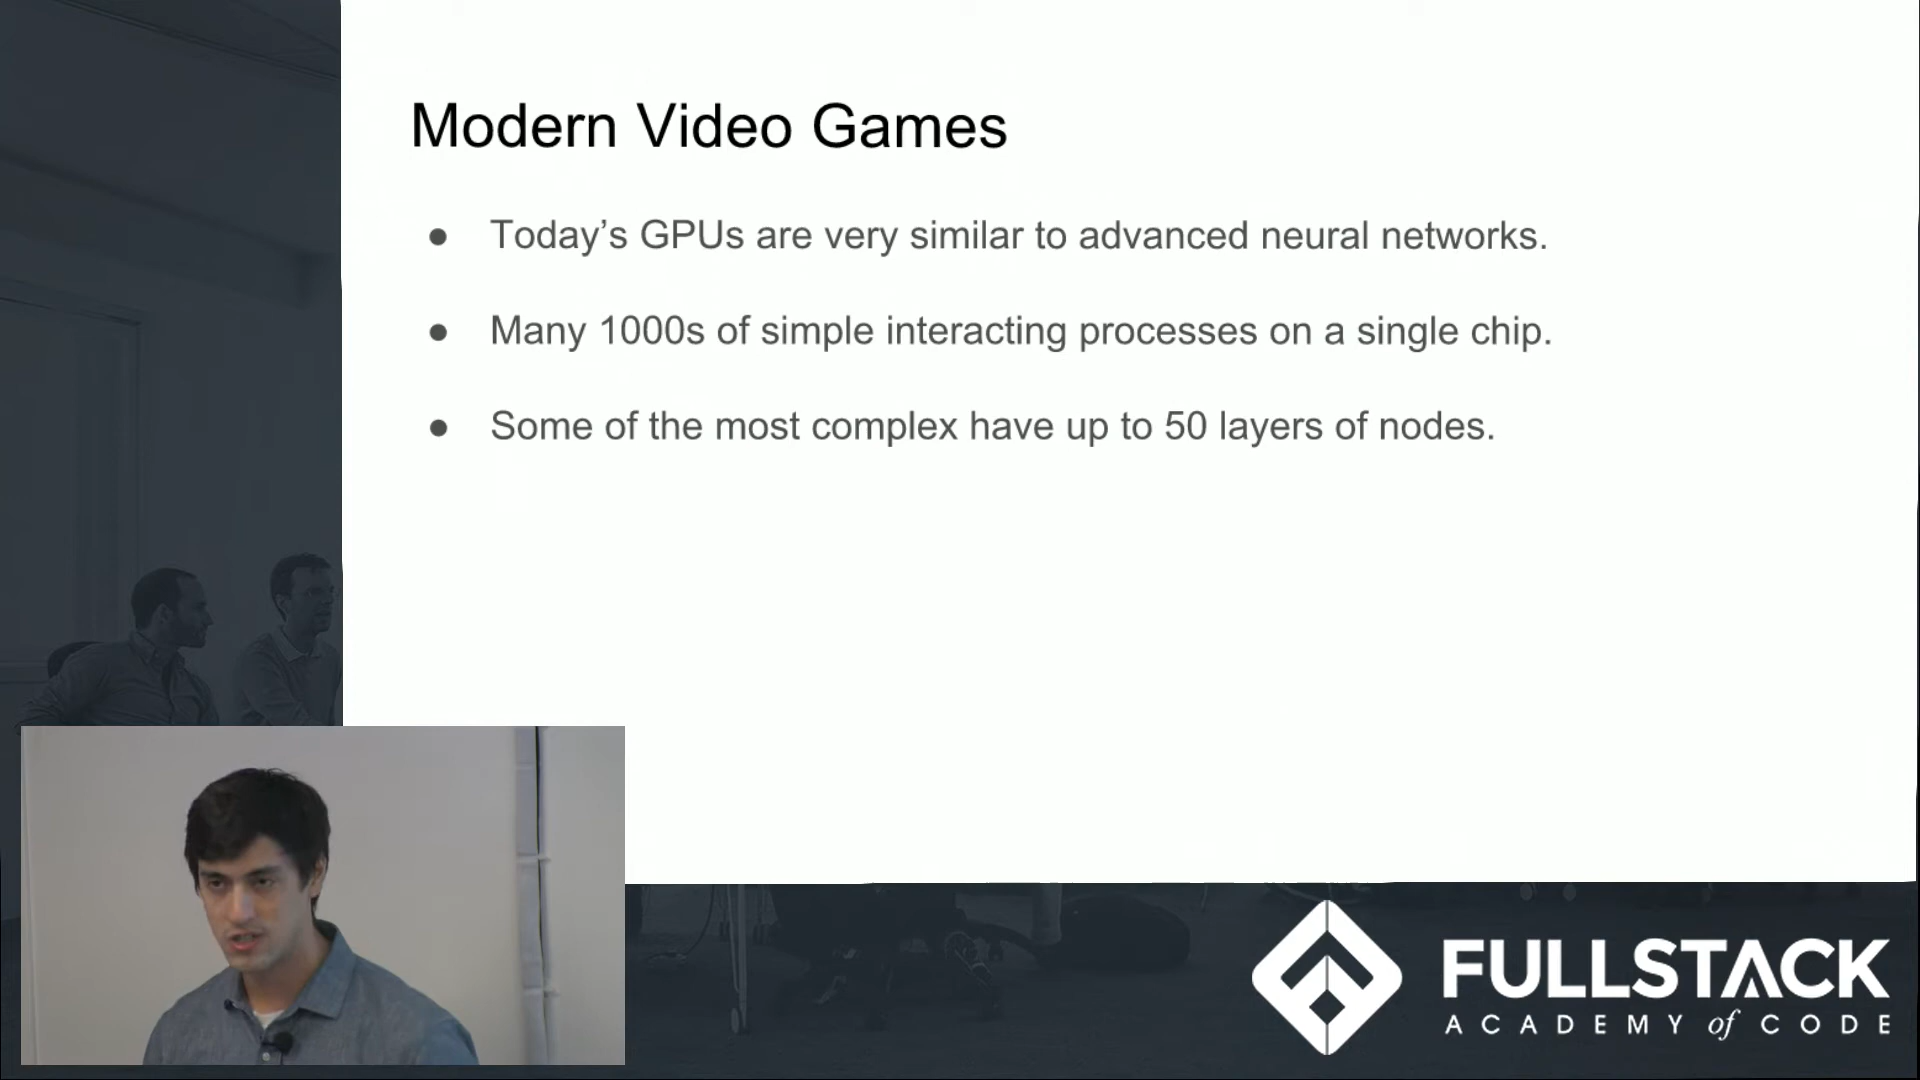 Modern Video Games
● Today’s GPUs are very similar to advanced neural networks.
● Many 1000s of simple interacting processes on a single chip.
● Some of the most complex have up to 50 layers of nodes.
FULLSTACK
ACADEMY of CODE